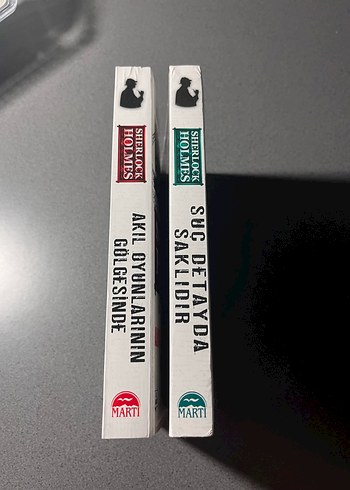 SHERLOCK
HOLMES
AKIL OYUNLARININ
GÖLGESİNDE
MARTI
SHERLOCK
HOLMES
SUÇ DETAYDA
SAKLIDIR
MARTI